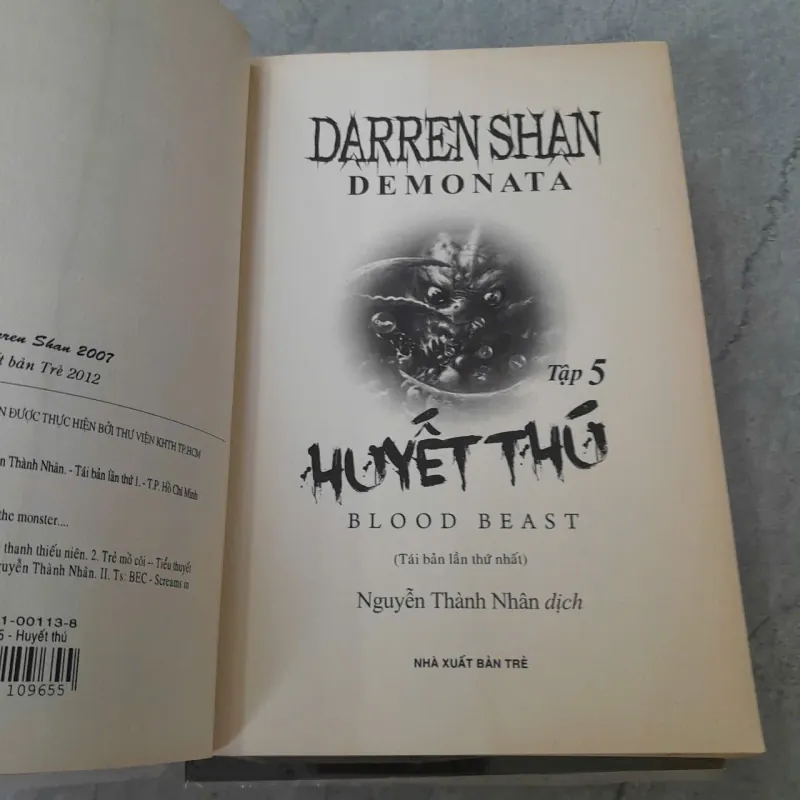 Shan 2007
bản Trẻ 2012
ĐƯỢC THỰC HIỆN BỞI THƯ VIỆN KHTH TP.HCM
Thành Nhân. - Tái bản lần thứ 1. - T.P. Hồ Chí Minh
the monster....
thanh thiếu niên. 2. Trẻ mồ côi – Tiểu thuyết
Nguyễn Thành Nhân. II. Ts: BEC - Screams in
1-00113-8
5 - Huyết thú
109655
DARREN SHAN
DEMONATA
Tập 5
HUYẾT THÚ
BLOOD BEAST
(Tái bản lần thứ nhất)
Nguyễn Thành Nhân dịch
NHÀ XUẤT BẢN TRẺ